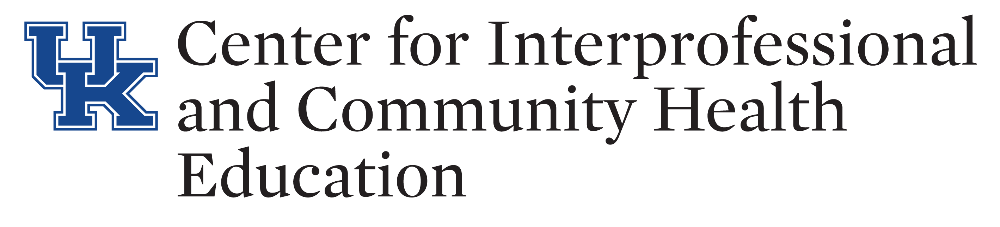 UK
Center for Interprofessional
and Community Health
Education